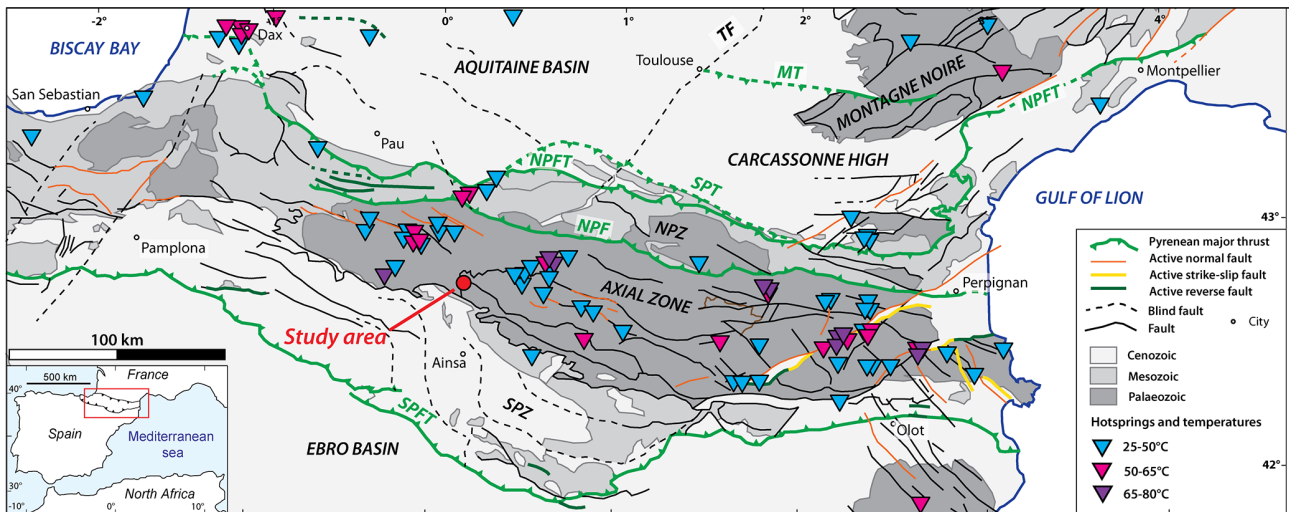 -2°
0°
1°
2°
4°
BISCAY BAY
Dax
AQUITAINE BASIN
TF
Toulouse
MT
MONTAGNE NOIRE
Montpellier
NPFT
San Sebastian
Pau
NPFT
SPT
CARCASSONNE HIGH
GULF OF LION
43°
Pamplona
NPF
NPZ
AXIAL ZONE
Perpignan
Study area
Ainsa
SPZ
SPFT
EBRO BASIN
Olot
42°
Pyrenean major thrust
Active normal fault
Active strike-slip fault
Active reverse fault
Blind fault
Fault
City
Cenozoic
Mesozoic
Palaeozoic
Hotsprings and temperatures
25-50°C
50-65°C
65-80°C
100 km
500 km
France
40°
Spain
Mediterranean
sea
North Africa
30°
-10°
0°
10°